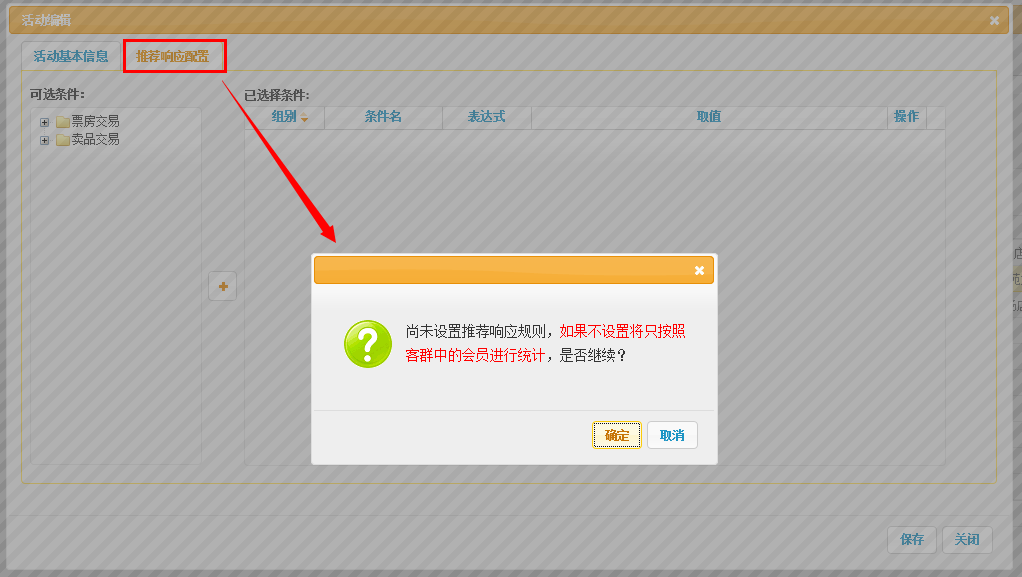 活动编辑
活动基本信息
推荐响应配置
可选条件:
票房交易
卖品交易
已选择条件:
组别 条件名 表达式 取值 操作
尚未设置推荐响应规则，如果不设置将只按照
客群中的会员进行统计，是否继续？
确定
取消
保存
关闭